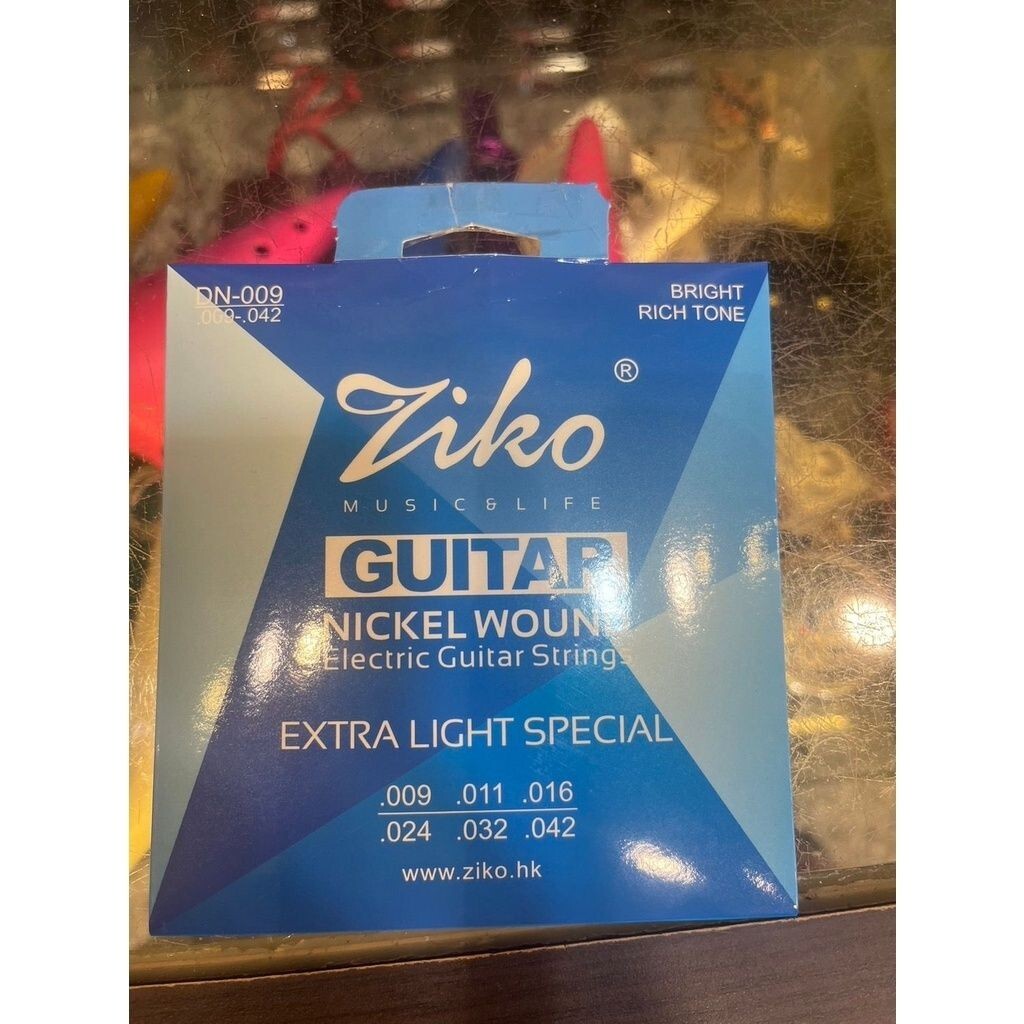 DN-009
.009-.042
BRIGHT
RICH TONE
Ziko ®
MUSIC & LIFE
GUITAR
NICKEL WOUND
Electric Guitar Strings
EXTRA LIGHT SPECIAL
.009 .011 .016
.024 .032 .042
www.ziko.hk